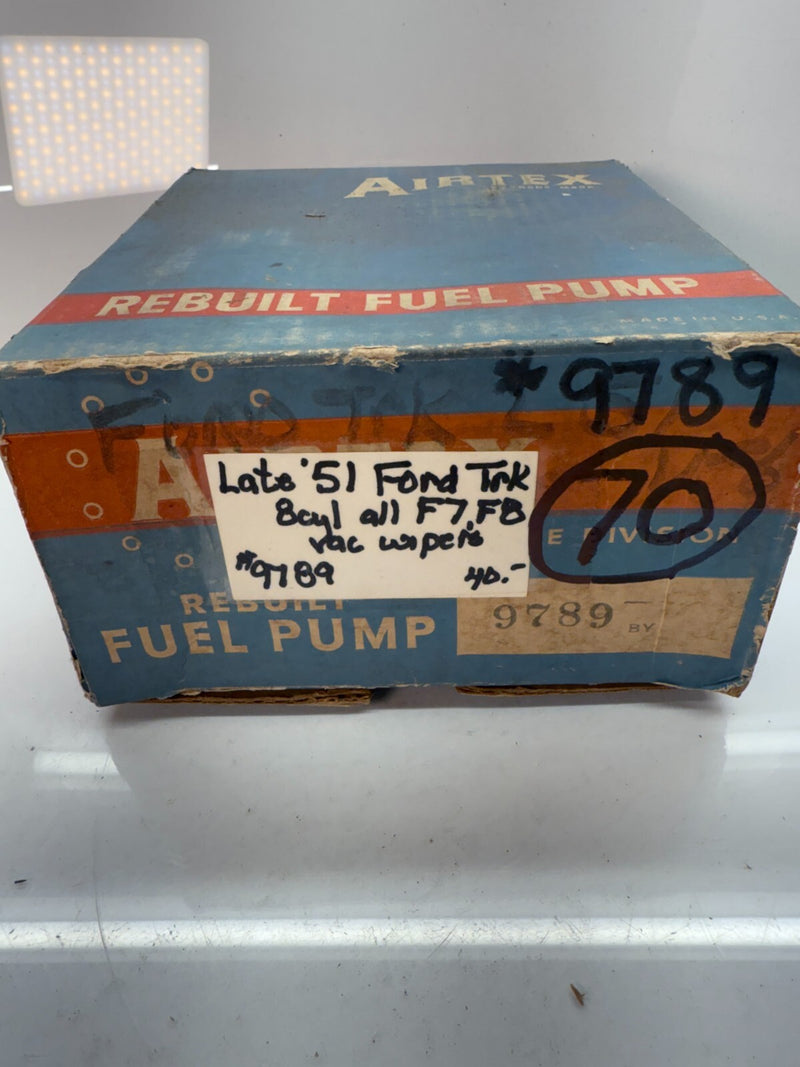 AIRTEX
REBUILT FUEL PUMP
MADE IN U.S.A.
*9789
FORD TRK
Late '51 Ford Trk
8cyl all F7, F8
vac wipers
#9789 40.-
70
E DIVISION
REBUILT
FUEL PUMP
9789-
BY